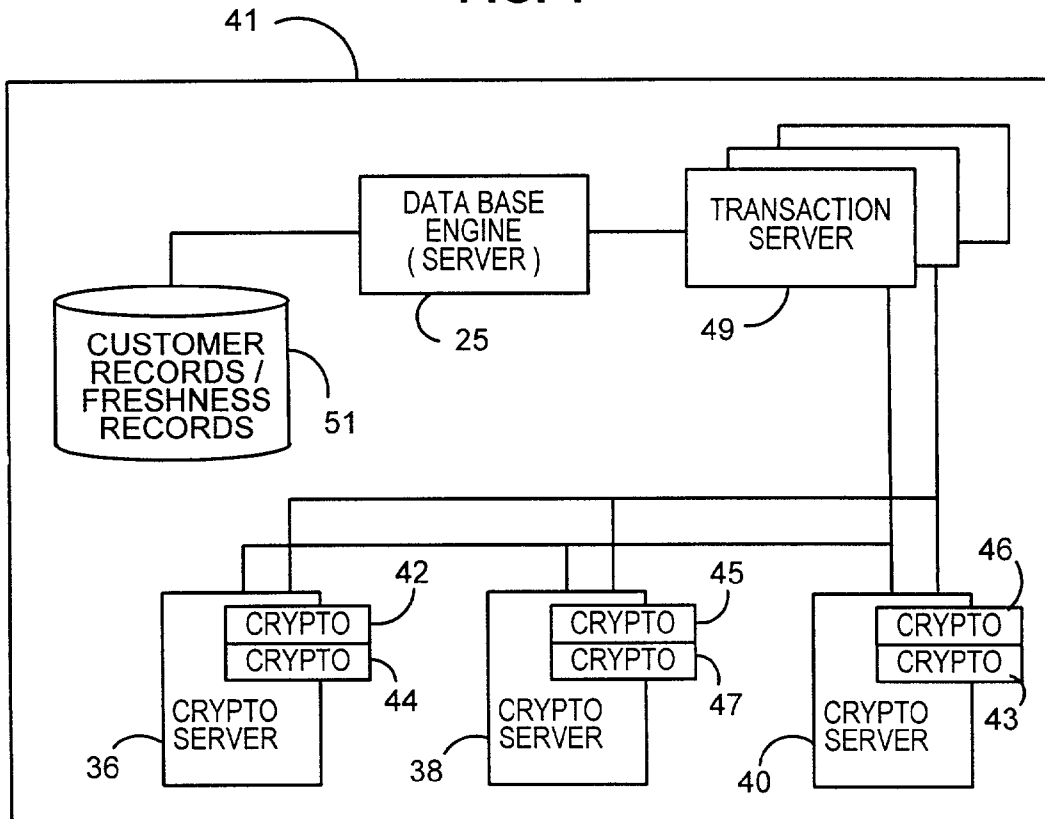 41
DATA BASE
ENGINE
( SERVER )
25
TRANSACTION
SERVER
49
CUSTOMER
RECORDS /
FRESHNESS
RECORDS
51
CRYPTO
CRYPTO
42
44
CRYPTO
SERVER
36
CRYPTO
CRYPTO
45
47
CRYPTO
SERVER
38
CRYPTO
CRYPTO
46
43
CRYPTO
SERVER
40